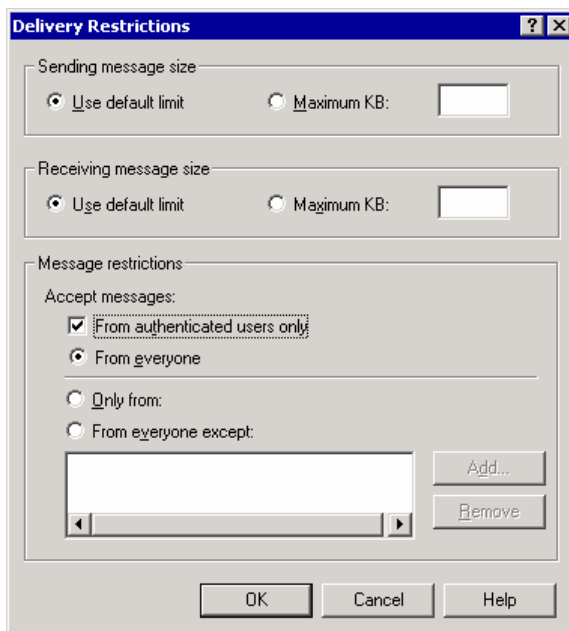 Delivery Restrictions
Sending message size
Use default limit Maximum KB:
Receiving message size
Use default limit Maximum KB:
Message restrictions
Accept messages:
From authenticated users only
From everyone
Only from:
From everyone except:
Add...
Remove
OK Cancel Help